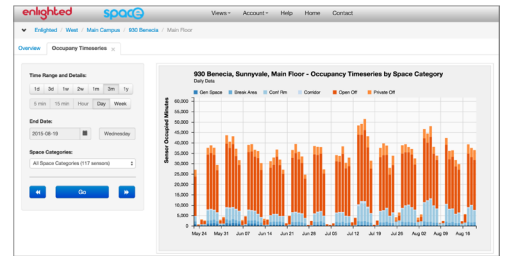 enlighted space Views Account Help Home Contact
Enlighted / West / Main Campus / 930 Benecia / Main Floor
Overview Occupany Timeseries x
Time Range and Details:
1d 3d 1w 2w 1m 3m 1y
5 min 15 min Hour Day Week
End Date:
2015-08-19 Wednesday
Space Categories:
All Space Categories (117 sensors)
Go
930 Benecia, Sunnyvale, Main Floor - Occupancy Timeseries by Space Category
Daily Data
Gen Space Break Area Conf Rm Corridor Open Off Private Off
Sensor Occupied Minutes
60,000
55,000
50,000
45,000
40,000
35,000
30,000
25,000
20,000
15,000
10,000
5,000
0
May 24 May 31 Jun 07 Jun 14 Jun 21 Jun 28 Jul 05 Jul 12 Jul 19 Jul 26 Aug 02 Aug 09 Aug 16